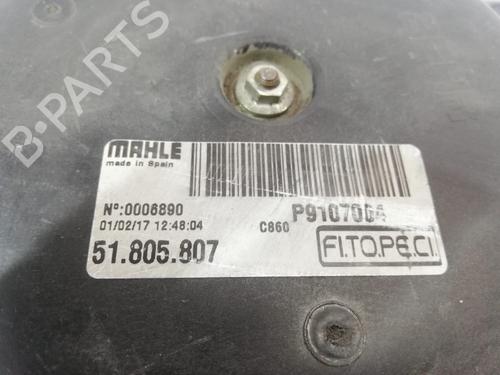 B-PARTS
MAHLE
made in Spain
Nº:0006890
P9107004
01/02/17 12:48:04
C860
51.805.807
FI.TO.PE.CI